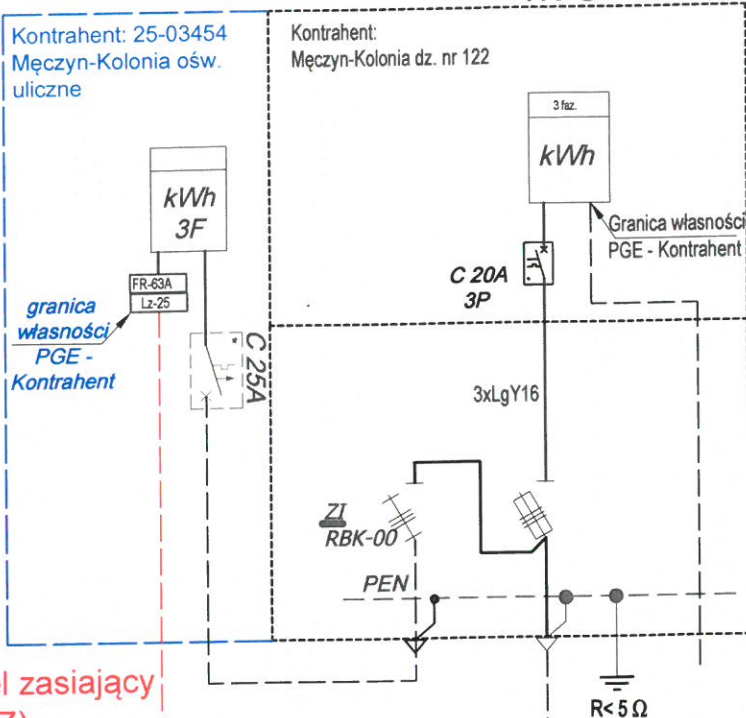 Kontrahent: 25-03454
Męczyn-Kolonia ośw.
uliczne
kWh
3F
FR-63A
Lz-25
granica
własności
PGE -
Kontrahent
C 25A
Kontrahent:
Męczyn-Kolonia dz. nr 122
3 faz.
kWh
Granica własności
PGE - Kontrahent
C 20A
3P
3xLgY16
ZI
RBK-00
PEN
R<5Ω
zasiający